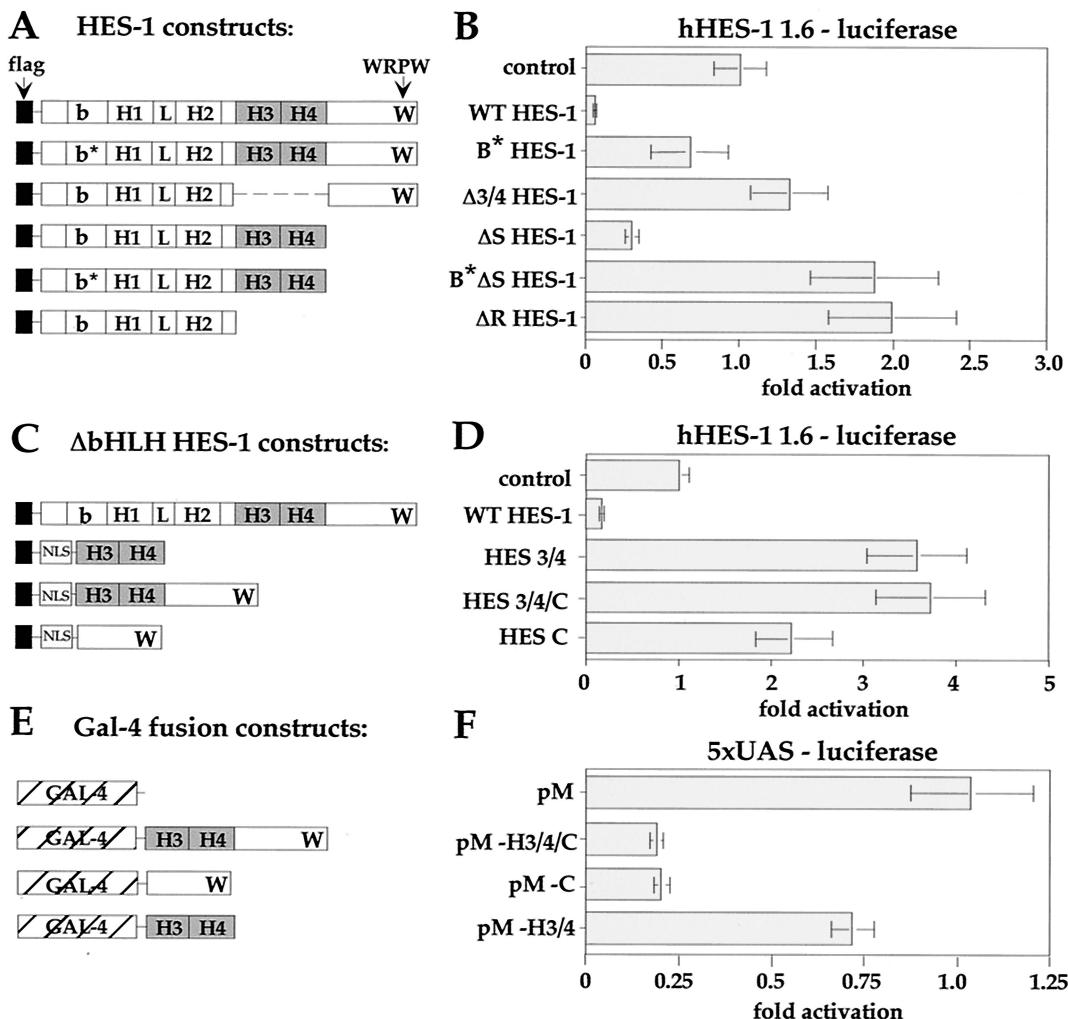 A HES-1 constructs:
flag WRPW
b H1 L H2 H3 H4 W
b* H1 L H2 H3 H4 W
b H1 L H2 W
b H1 L H2 H3 H4
b* H1 L H2 H3 H4
b H1 L H2
B hHES-1 1.6 - luciferase
control
WT HES-1
B* HES-1
Δ3/4 HES-1
ΔS HES-1
B*ΔS HES-1
ΔR HES-1
0 0.5 1.0 1.5 2.0 2.5 3.0
fold activation
C ΔbHLH HES-1 constructs:
b H1 L H2 H3 H4 W
NLS H3 H4
NLS H3 H4 W
NLS W
D hHES-1 1.6 - luciferase
control
WT HES-1
HES 3/4
HES 3/4/C
HES C
0 1 2 3 4 5
fold activation
E Gal-4 fusion constructs:
GAL-4
GAL-4 H3 H4 W
GAL-4 W
GAL-4 H3 H4
F 5xUAS - luciferase
pM
pM -H3/4/C
pM -C
pM -H3/4
0 0.25 0.5 0.75 1.0 1.25
fold activation